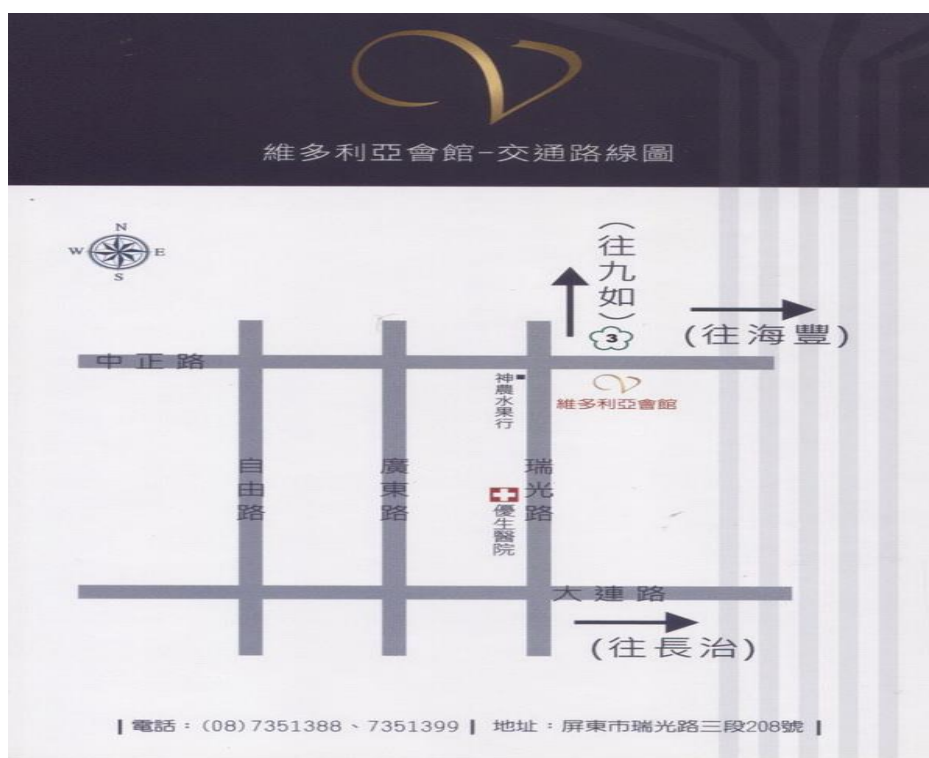 維多利亞會館-交通路線圖
N
W E
S
(往九如)
3
(往海豐)
中正路
神農水果行
維多利亞會館
自由路
廣東路
瑞光路
優生醫院
大連路
(往長治)
| 電話：(08)7351388、7351399 | 地址：屏東市瑞光路三段208號 |